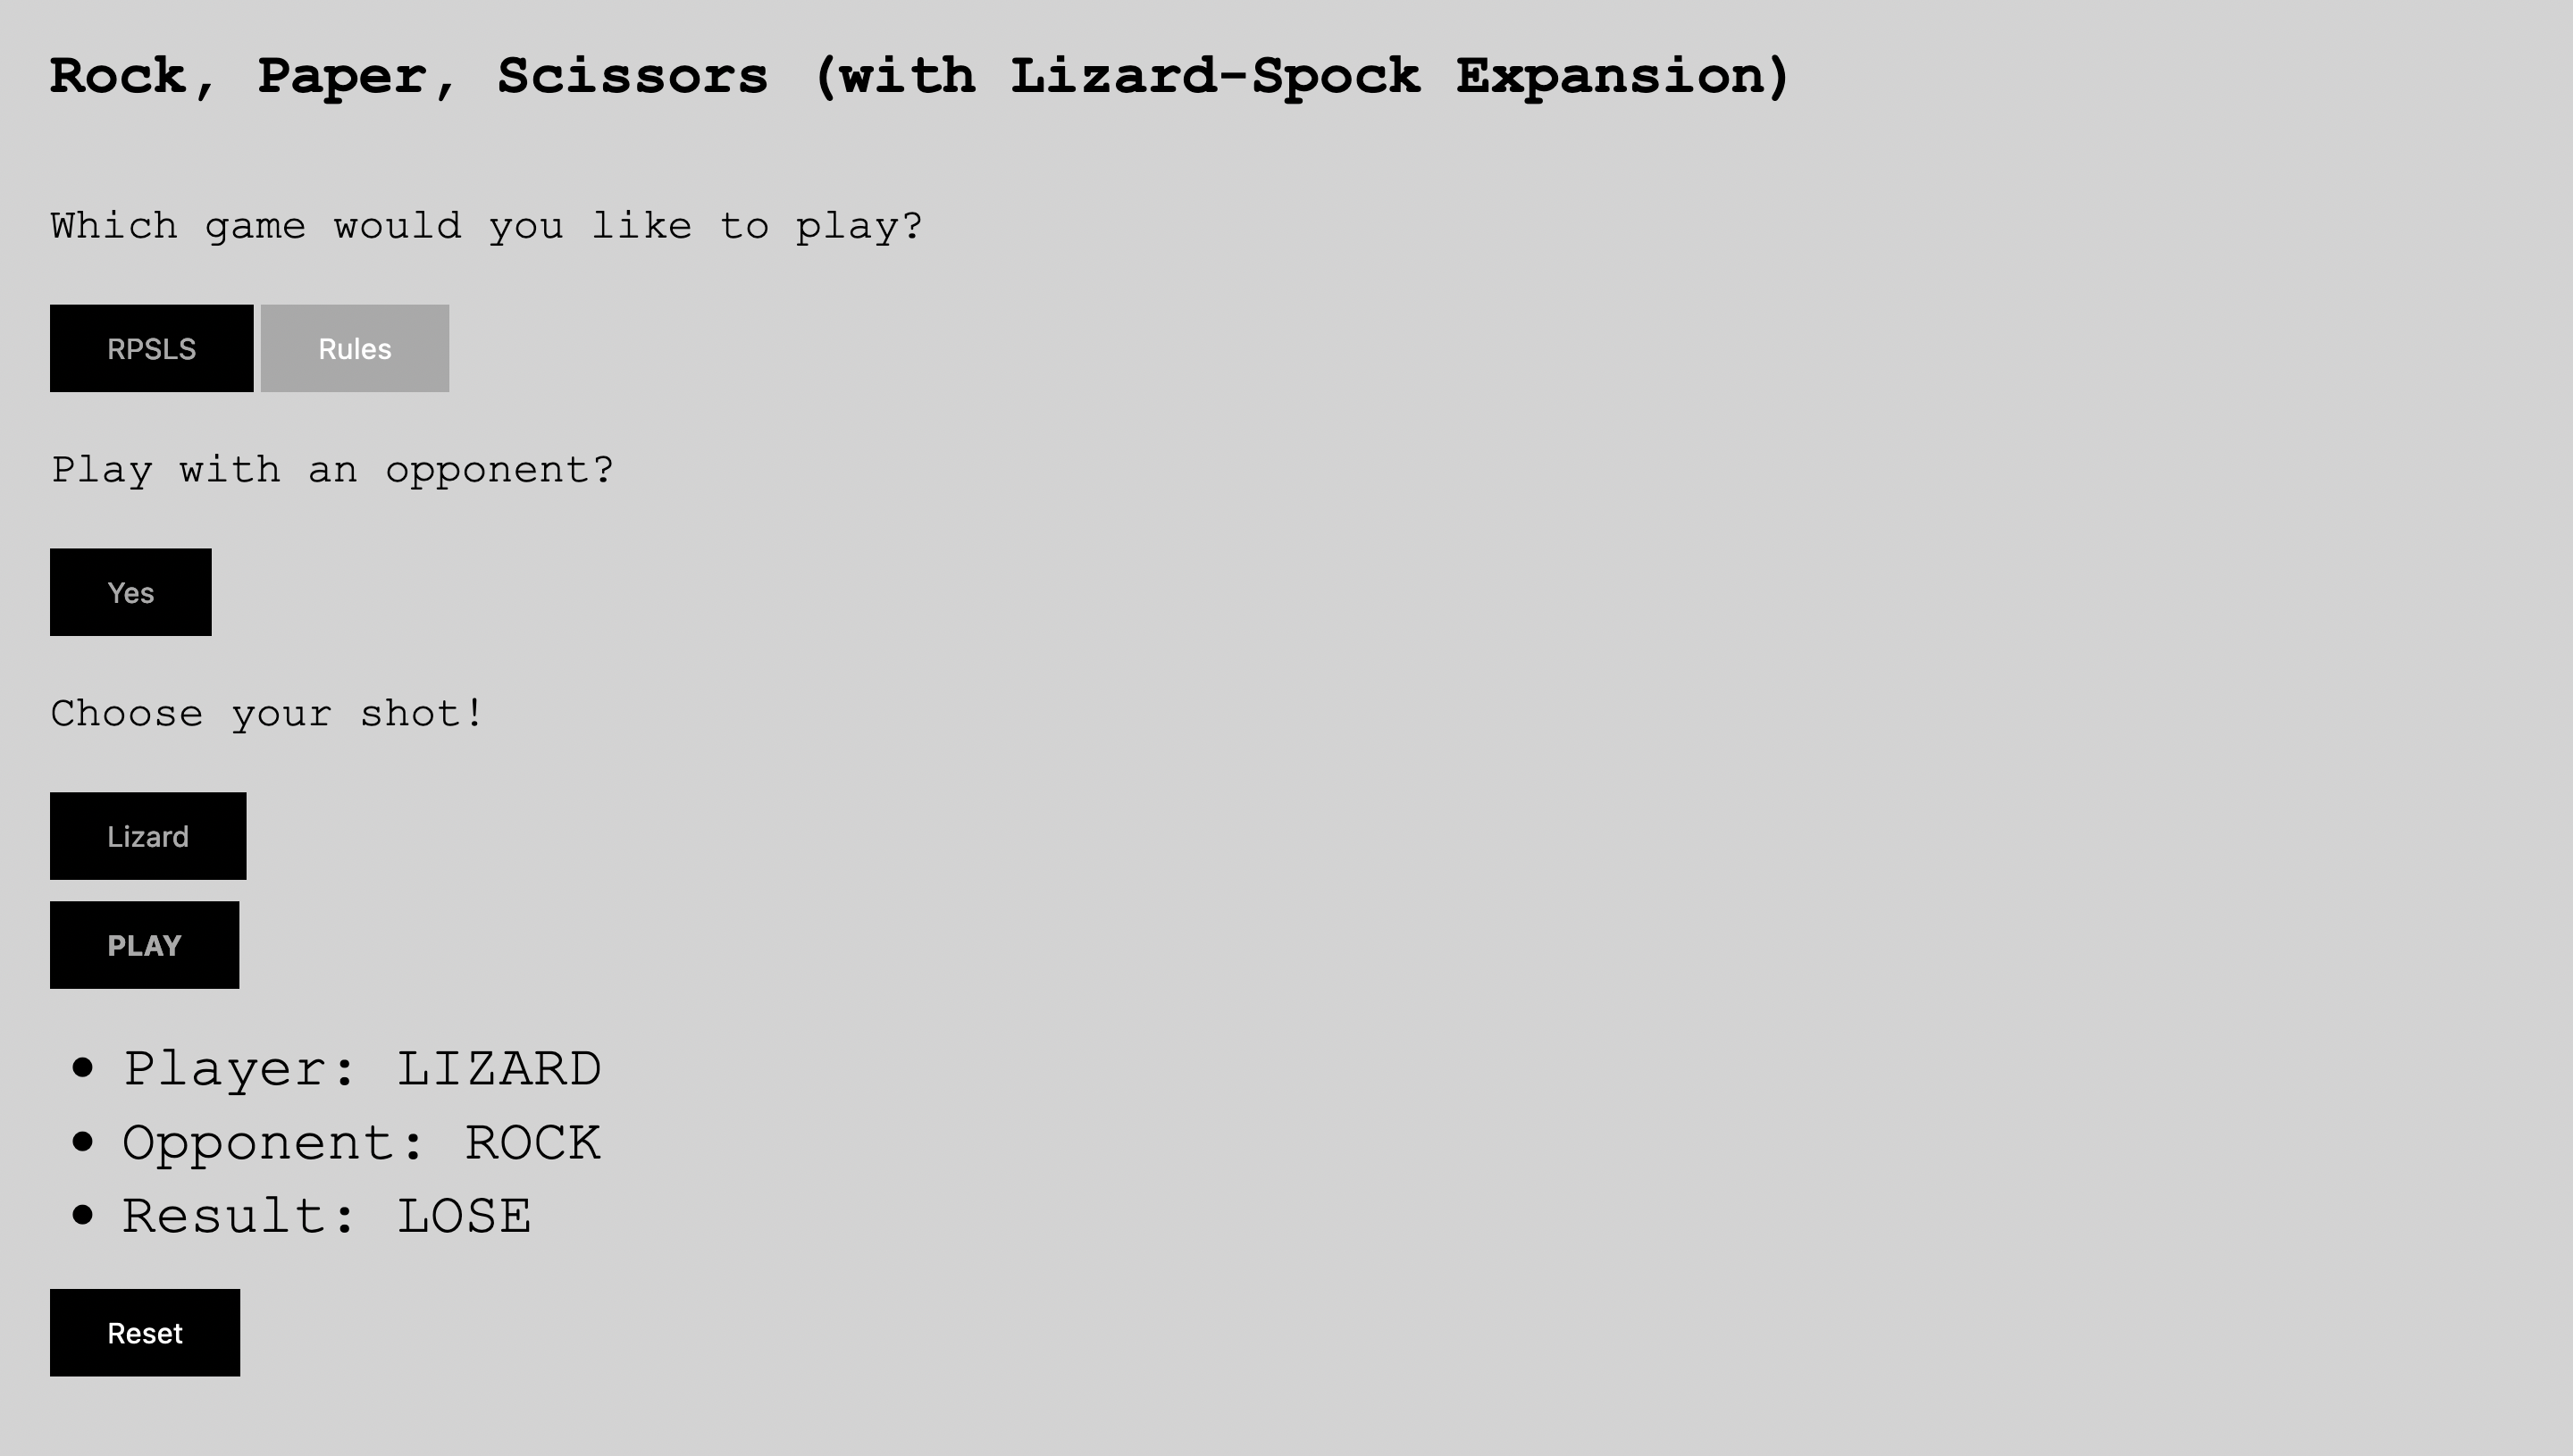 Rock, Paper, Scissors (with Lizard-Spock Expansion)
Which game would you like to play?
RPSLS Rules
Play with an opponent?
Yes
Choose your shot!
Lizard
PLAY
• Player: LIZARD
• Opponent: ROCK
• Result: LOSE
Reset